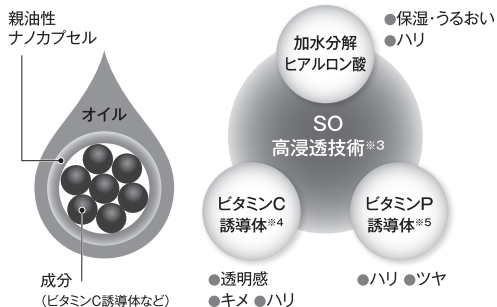 親油性
ナノカプセル
オイル
成分
（ビタミンC誘導体など）
加水分解
ヒアルロン酸
●保湿・うるおい
●ハリ
SO
高浸透技術※3
ビタミンC
誘導体※4
●透明感
●キメ ●ハリ
ビタミンP
誘導体※5
●ハリ ●ツヤ